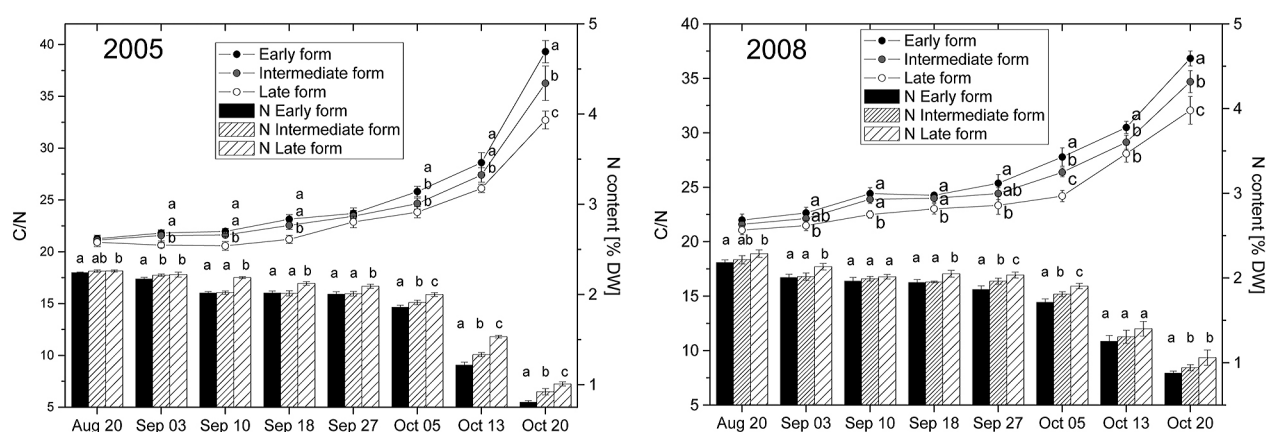 2005
Early form
Intermediate form
Late form
N Early form
N Intermediate form
N Late form
C/N
40
35
30
25
20
15
10
5
N content [% DW]
5
4
3
2
1
a a a a a a a
a a a b b b
b b b b c
a ab b a b b a a b a a b a a b a b c a b c a b c
Aug 20 Sep 03 Sep 10 Sep 18 Sep 27 Oct 05 Oct 13 Oct 20
2008
Early form
Intermediate form
Late form
N Early form
N Intermediate form
N Late form
C/N
40
35
30
25
20
15
10
5
N content [% DW]
5
4
3
2
1
a a a a a a a
ab a a ab b b b
b b b b c b c
a ab b a a b a a a a a b a b c a b c a a a a b b
Aug 20 Sep 03 Sep 10 Sep 18 Sep 27 Oct 05 Oct 13 Oct 20